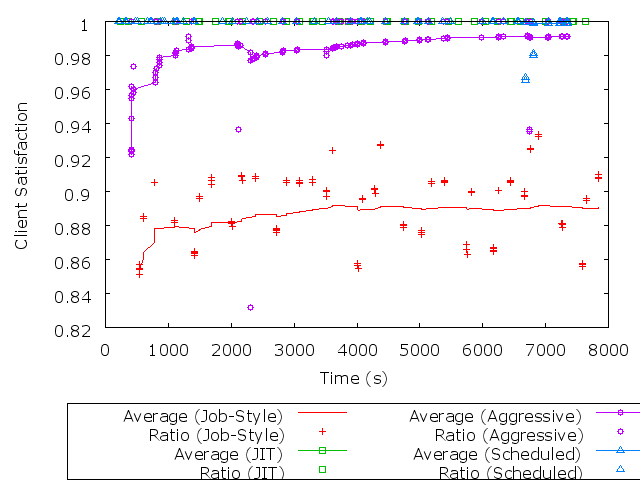 1
0.98
0.96
0.94
0.92
0.9
0.88
0.86
0.84
0.82
Client Satisfaction
0 1000 2000 3000 4000 5000 6000 7000 8000
Time (s)
Average (Job-Style) Average (Aggressive)
Ratio (Job-Style) Ratio (Aggressive)
Average (JIT) Average (Scheduled)
Ratio (JIT) Ratio (Scheduled)